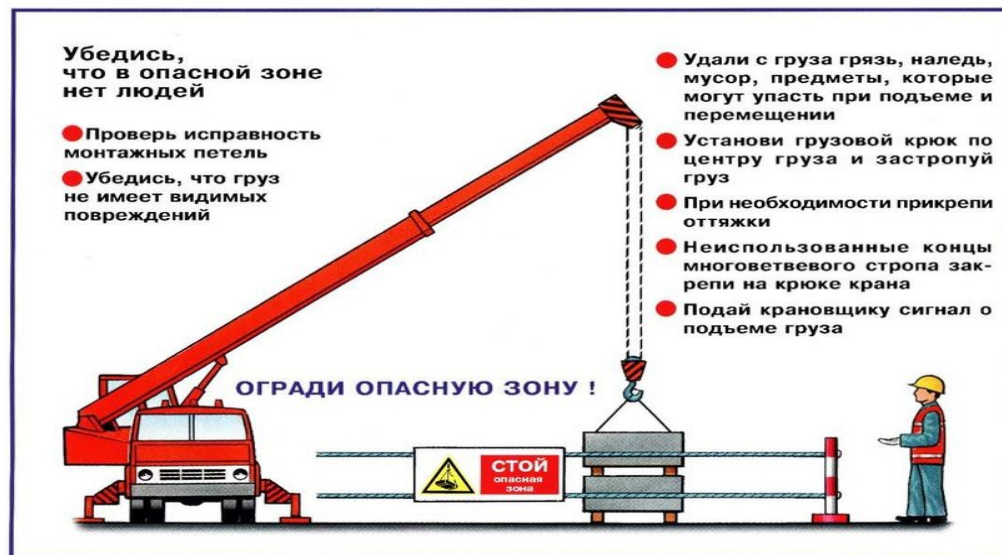 Убедись,
что в опасной зоне
нет людей
Проверь исправность
монтажных петель
Убедись, что груз
не имеет видимых
повреждений
Удали с груза грязь, наледь,
мусор, предметы, которые
могут упасть при подъеме и
перемещении
Установи грузовой крюк по
центру груза и застропуй
груз
При необходимости прикрепи
оттяжки
Неиспользованные концы
многоветвевого стропа зак-
репи на крюке крана
Подай крановщику сигнал о
подъеме груза
ОГРАДИ ОПАСНУЮ ЗОНУ !
СТОЙ
опасная
зона